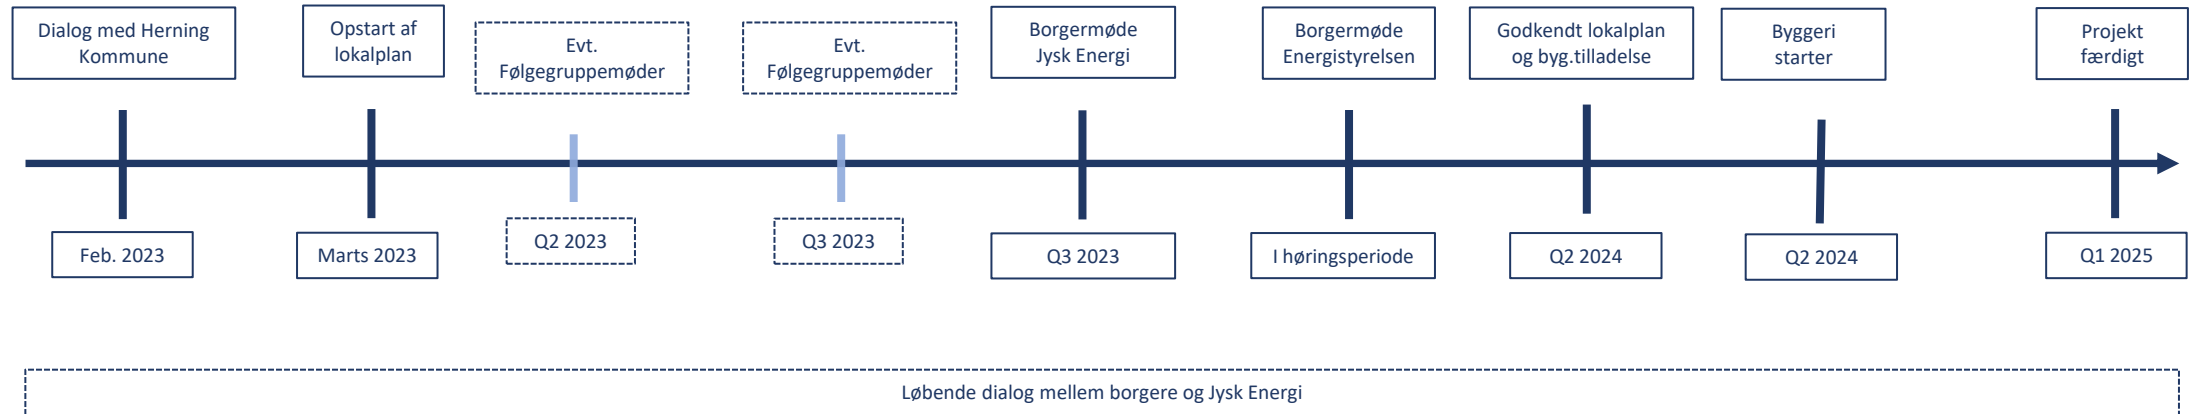 Dialog med Herning
Kommune
Opstart af
lokalplan
Evt.
Følgegruppemøder
Evt.
Følgegruppemøder
Borgermøde
Jysk Energi
Borgermøde
Energistyrelsen
Godkendt lokalplan
og byg.tilladelse
Byggeri
starter
Projekt
færdigt
Feb. 2023
Marts 2023
Q2 2023
Q3 2023
Q3 2023
I høringsperiode
Q2 2024
Q2 2024
Q1 2025
Løbende dialog mellem borgere og Jysk Energi